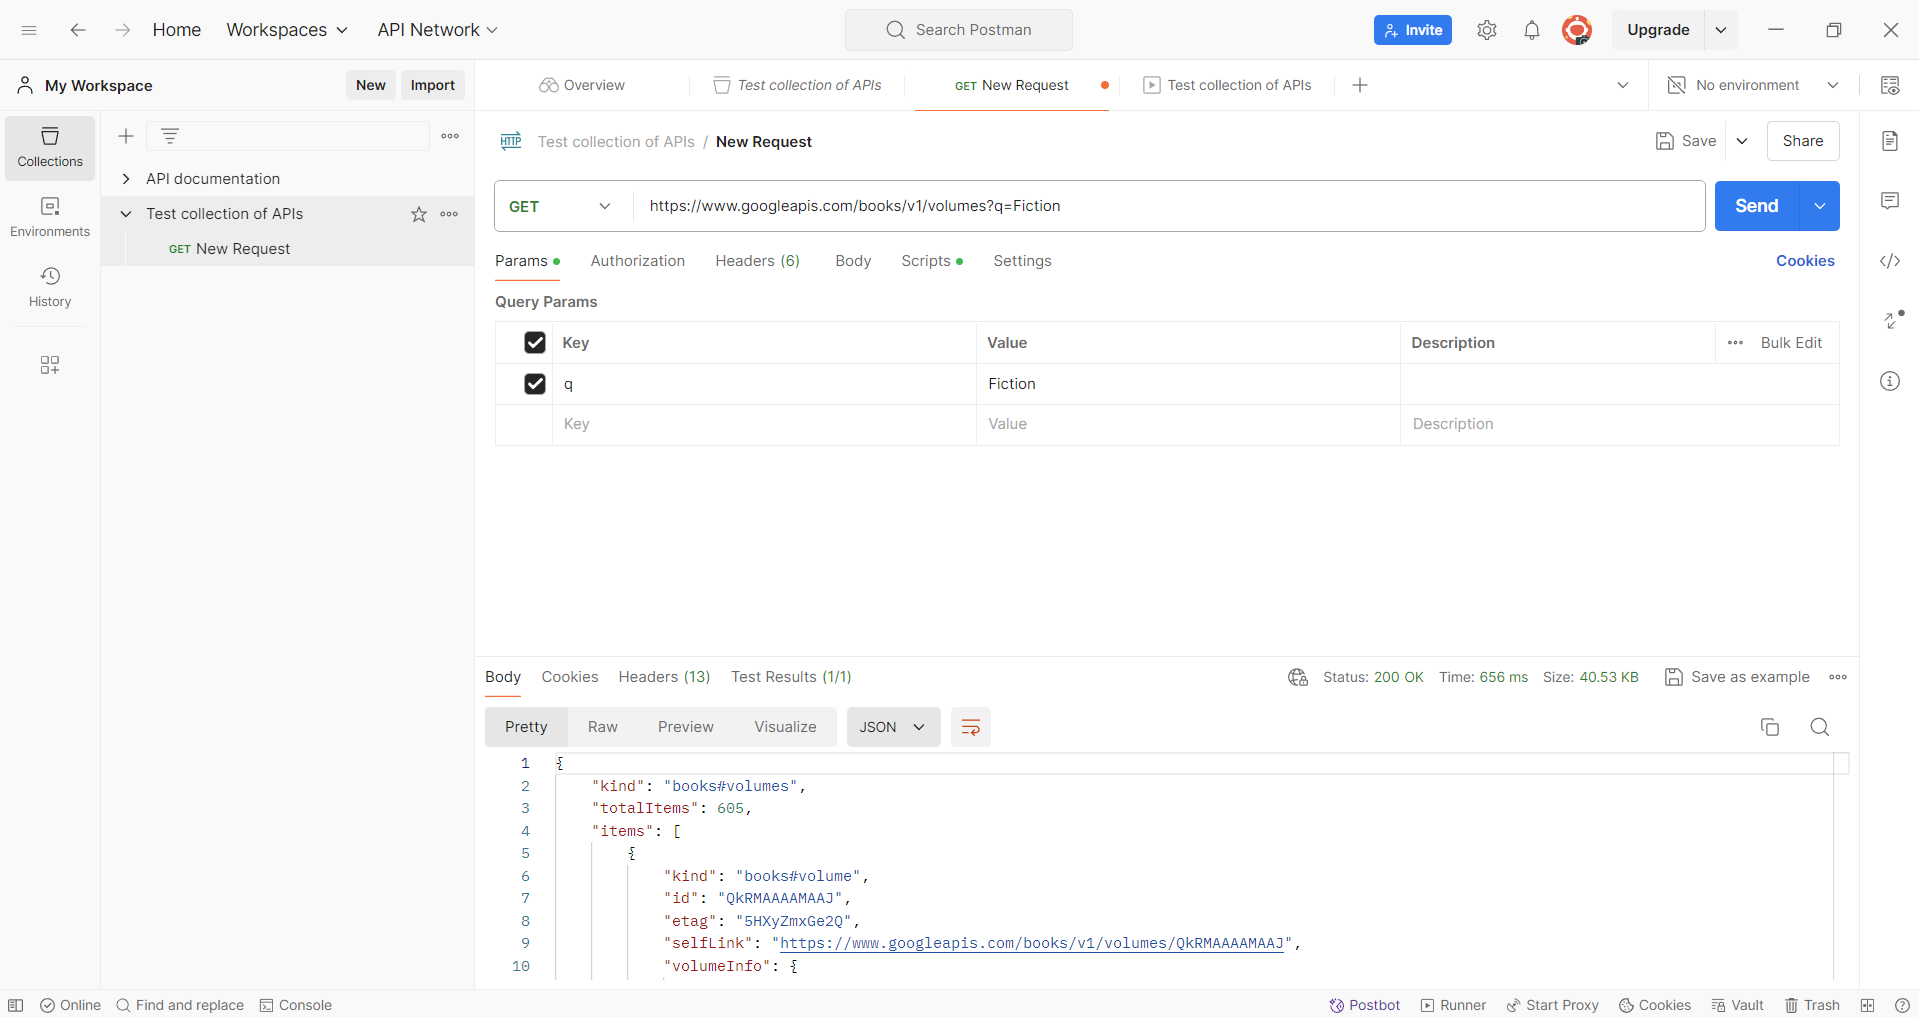 Home Workspaces API Network Search Postman Invite Upgrade
My Workspace New Import Overview Test collection of APIs GET New Request Test collection of APIs No environment
Collections
Environments
History
API documentation
Test collection of APIs
GET New Request
HTTP Test collection of APIs / New Request Save Share
GET https://www.googleapis.com/books/v1/volumes?q=Fiction Send
Params Authorization Headers (6) Body Scripts Settings Cookies
Query Params
Key Value Description Bulk Edit
q Fiction
Key Value Description
Body Cookies Headers (13) Test Results (1/1) Status: 200 OK Time: 656 ms Size: 40.53 KB Save as example
Pretty Raw Preview Visualize JSON
1 {
2 "kind": "books#volumes",
3 "totalItems": 605,
4 "items": [
5 {
6 "kind": "books#volume",
7 "id": "QkRMAAAAMAAJ",
8 "etag": "5HXyZmxGe2Q",
9 "selfLink": "https://www.googleapis.com/books/v1/volumes/QkRMAAAAMAAJ",
10 "volumeInfo": {
Online Find and replace Console Postbot Runner Start Proxy Cookies Vault Trash